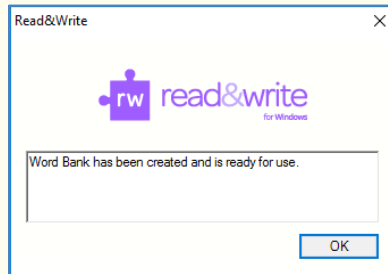 Read&Write
rw read&write
for Windows
Word Bank has been created and is ready for use.
OK